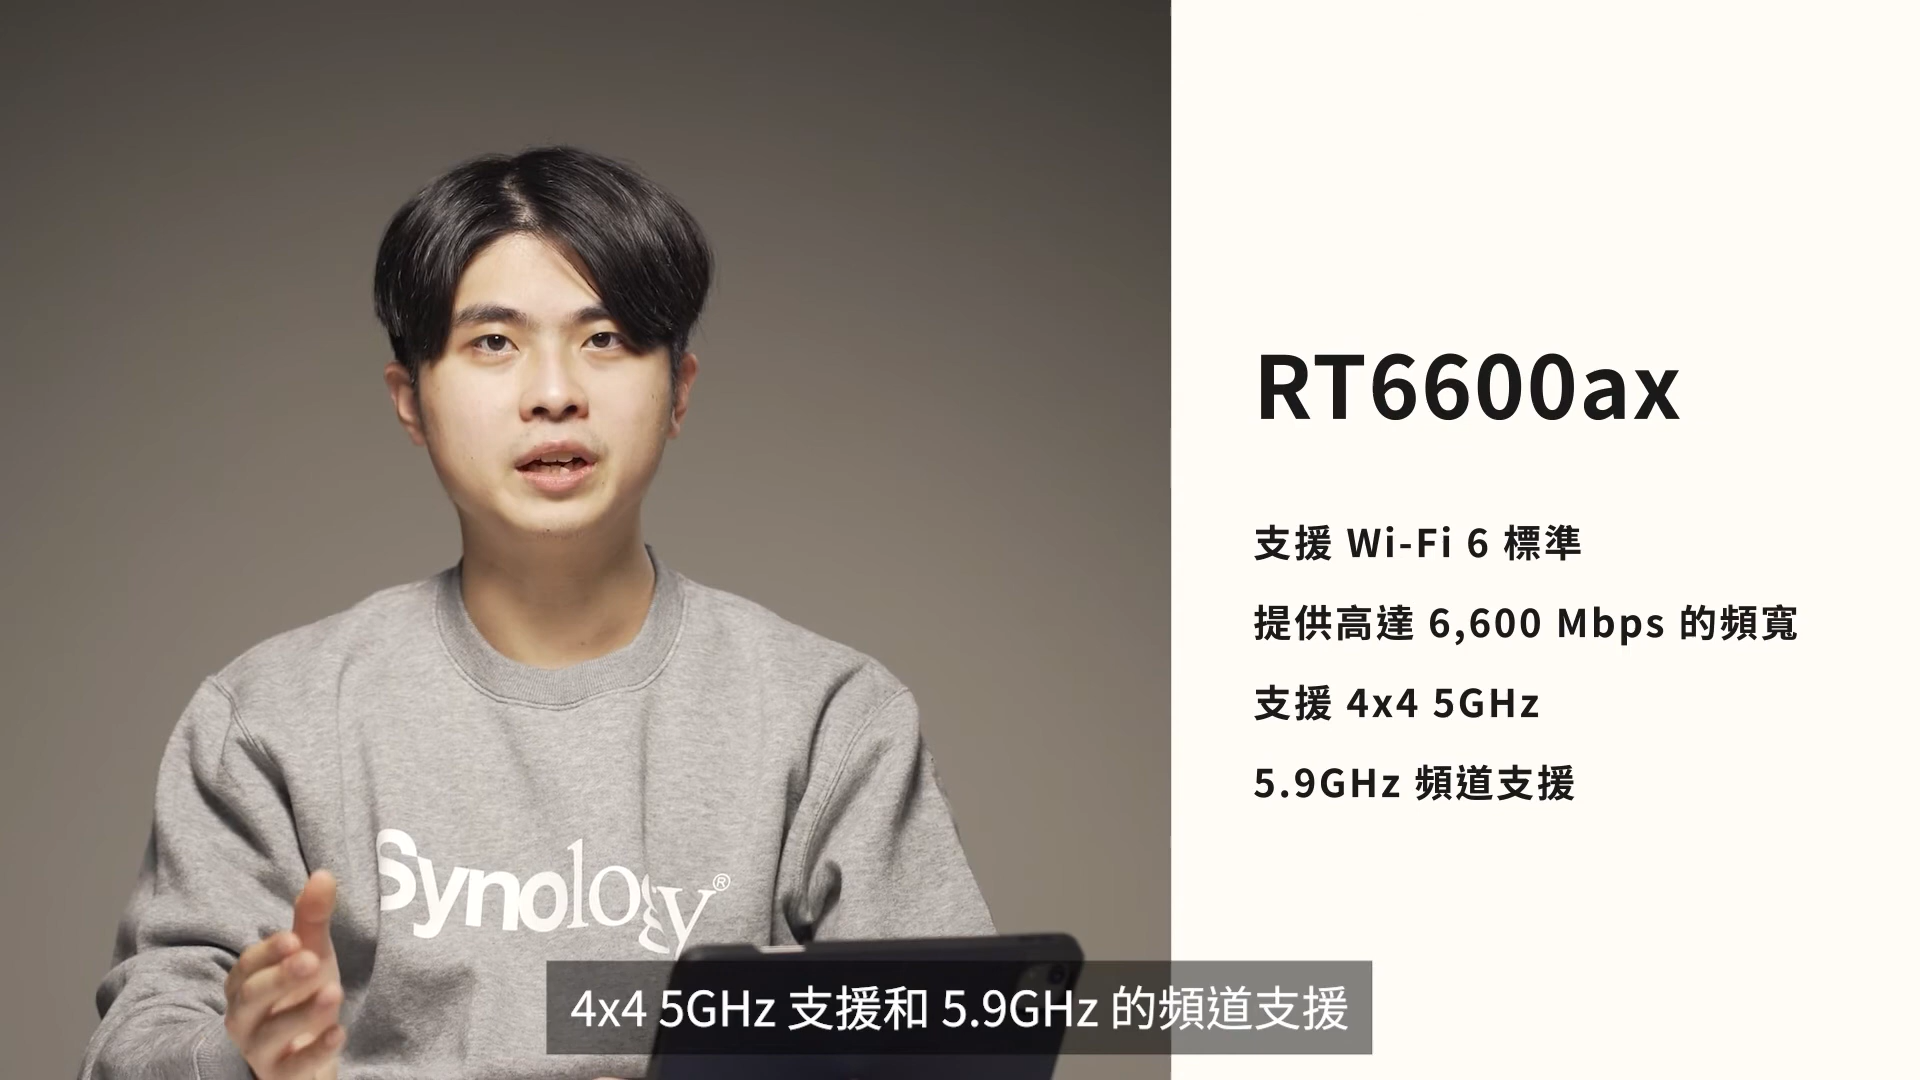 RT6600ax
支援 Wi-Fi 6 標準
提供高達 6,600 Mbps 的頻寬
支援 4x4 5GHz
5.9GHz 頻道支援
Synology®
4x4 5GHz 支援和 5.9GHz 的頻道支援